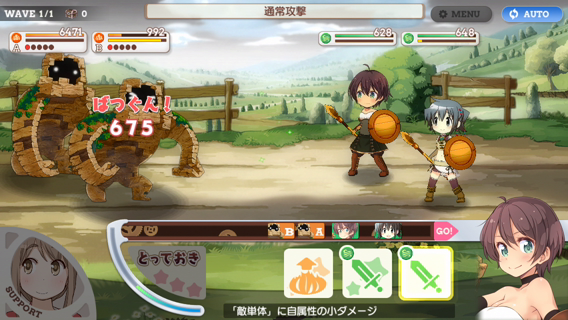 WAVE 1/1
0
通常攻撃
MENU
AUTO
6471
A
992
B
628
648
ばつぐん!
675
B
A
GO!
SUPPORT
とっておき
「敵単体」に自属性の小ダメージ